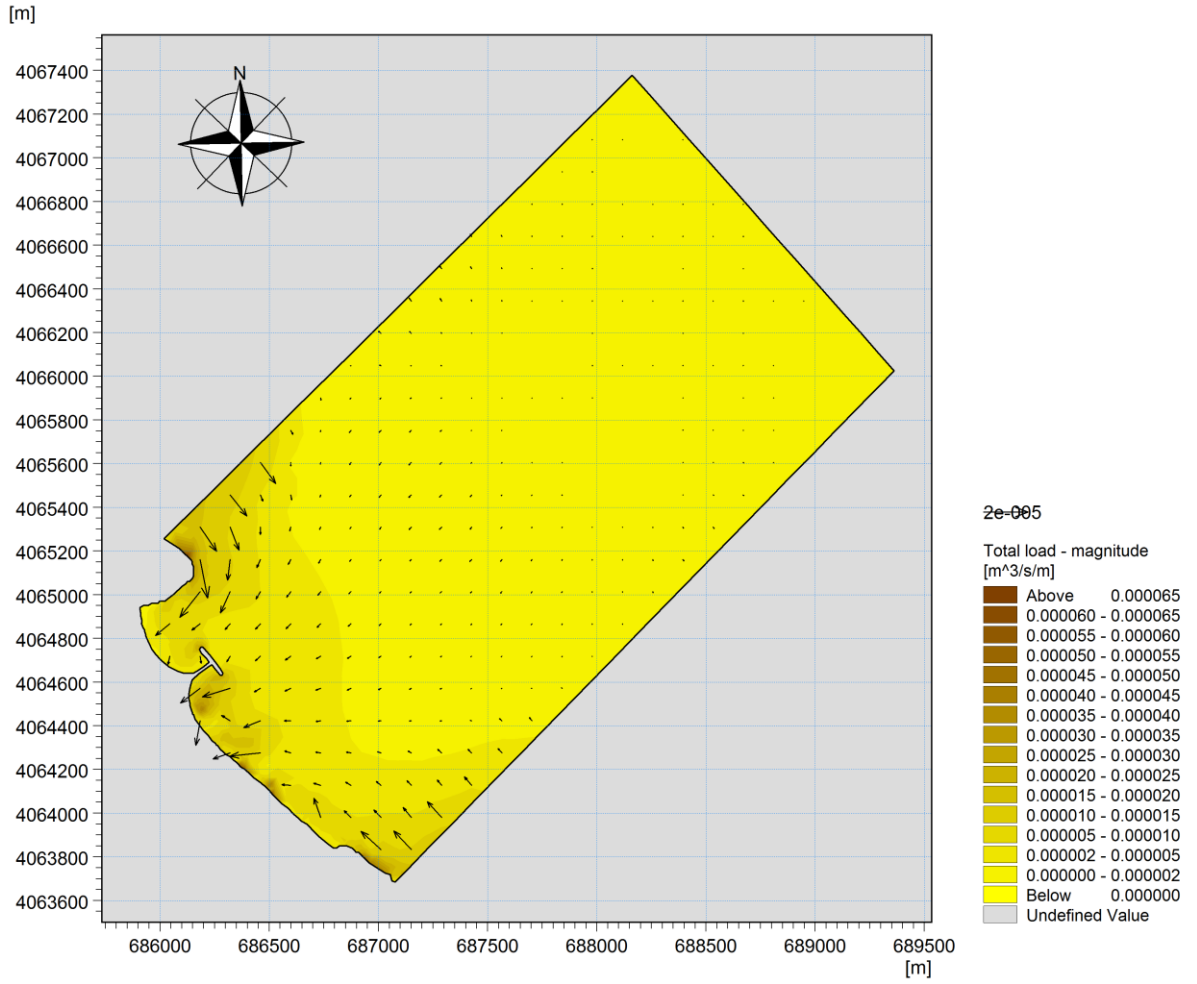 [m]
4067400
4067200
4067000
4066800
4066600
4066400
4066200
4066000
4065800
4065600
4065400
4065200
4065000
4064800
4064600
4064400
4064200
4064000
4063800
4063600
N
686000 686500 687000 687500 688000 688500 689000 689500
[m]
2e-005
Total load - magnitude
[m^3/s/m]
Above 0.000065
0.000060 - 0.000065
0.000055 - 0.000060
0.000050 - 0.000055
0.000045 - 0.000050
0.000040 - 0.000045
0.000035 - 0.000040
0.000030 - 0.000035
0.000025 - 0.000030
0.000020 - 0.000025
0.000015 - 0.000020
0.000010 - 0.000015
0.000005 - 0.000010
0.000002 - 0.000005
0.000000 - 0.000002
Below 0.000000
Undefined Value